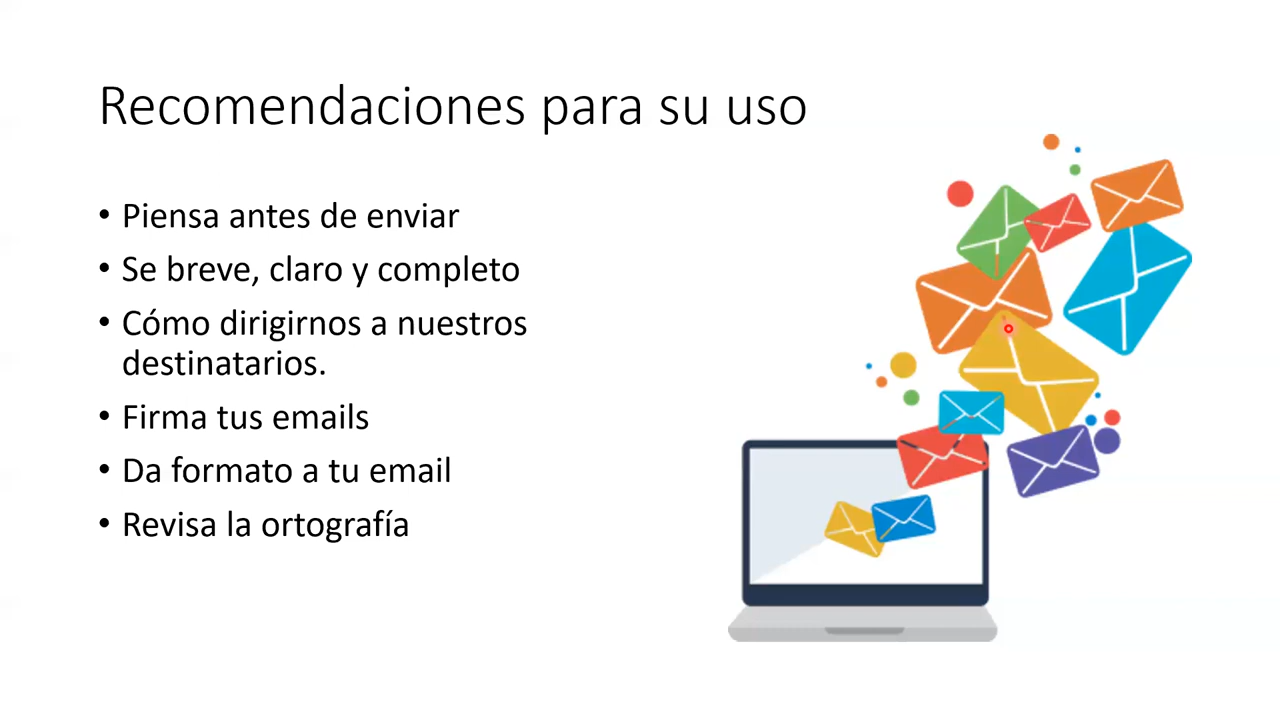 Recomendaciones para su uso
• Piensa antes de enviar
• Se breve, claro y completo
• Cómo dirigirnos a nuestros
destinatarios.
• Firma tus emails
• Da formato a tu email
• Revisa la ortografía